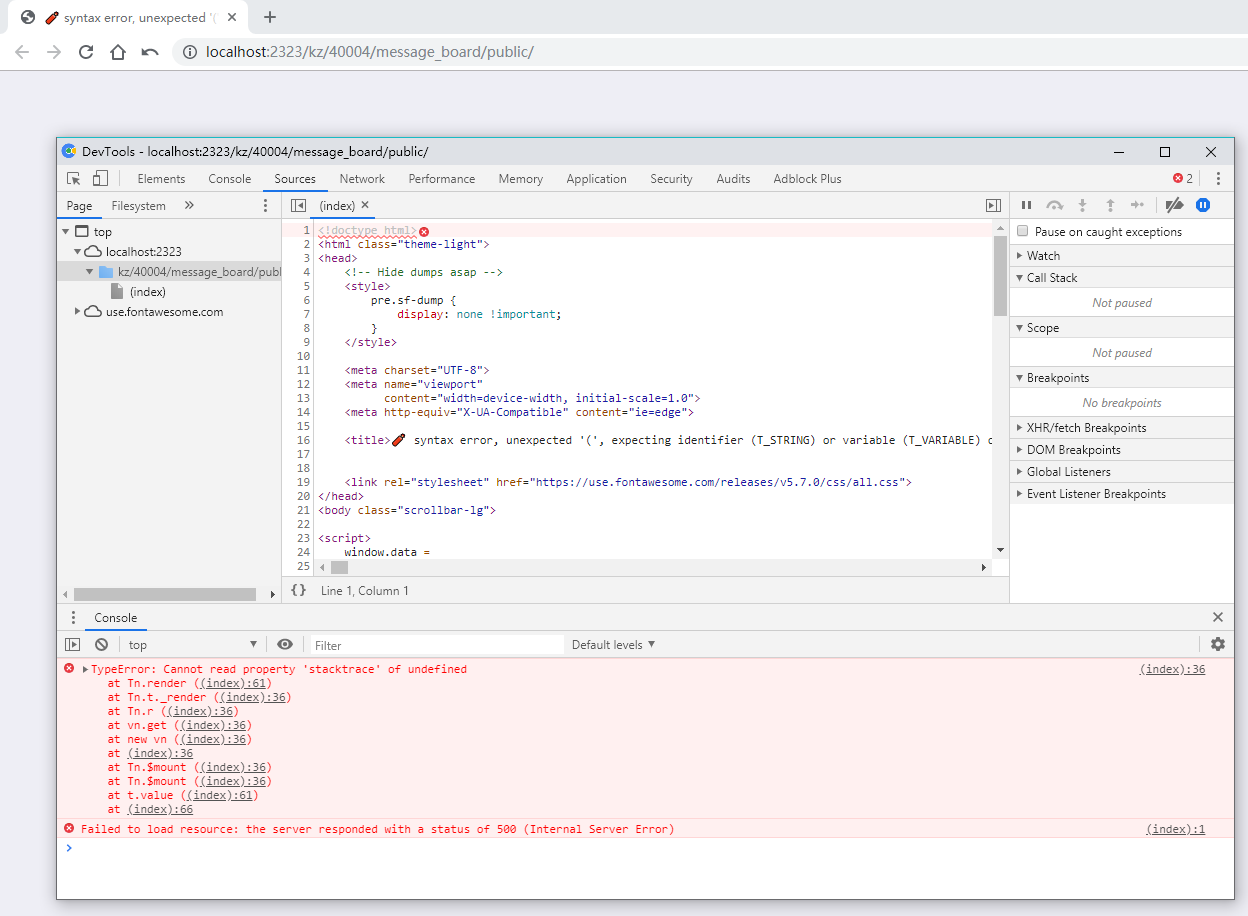 syntax error, unexpected '(
localhost:2323/kz/40004/message_board/public/
DevTools - localhost:2323/kz/40004/message_board/public/
Elements Console Sources Network Performance Memory Application Security Audits Adblock Plus 2
Page Filesystem »
(index)
top
localhost:2323
kz/40004/message_board/publ
(index)
use.fontawesome.com
1 <!doctype html>
2 <html class="theme-light">
3 <head>
4 <!-- Hide dumps asap -->
5 <style>
6 pre.sf-dump {
7 display: none !important;
8 }
9 </style>
10
11 <meta charset="UTF-8">
12 <meta name="viewport"
13 content="width=device-width, initial-scale=1.0">
14 <meta http-equiv="X-UA-Compatible" content="ie=edge">
15
16 <title>🧨 syntax error, unexpected '(', expecting identifier (T_STRING) or variable (T_VARIABLE) o
17
18
19 <link rel="stylesheet" href="https://use.fontawesome.com/releases/v5.7.0/css/all.css">
20 </head>
21 <body class="scrollbar-lg">
22
23 <script>
24 window.data =
25
{} Line 1, Column 1
Pause on caught exceptions
Watch
Call Stack
Not paused
Scope
Not paused
Breakpoints
No breakpoints
XHR/fetch Breakpoints
DOM Breakpoints
Global Listeners
Event Listener Breakpoints
Console
top Filter Default levels
TypeError: Cannot read property 'stacktrace' of undefined (index):36
at Tn.render ((index):61)
at Tn.t._render ((index):36)
at Tn.r ((index):36)
at vn.get ((index):36)
at new vn ((index):36)
at (index):36
at Tn.$mount ((index):36)
at Tn.$mount ((index):36)
at t.value ((index):61)
at (index):66
Failed to load resource: the server responded with a status of 500 (Internal Server Error) (index):1